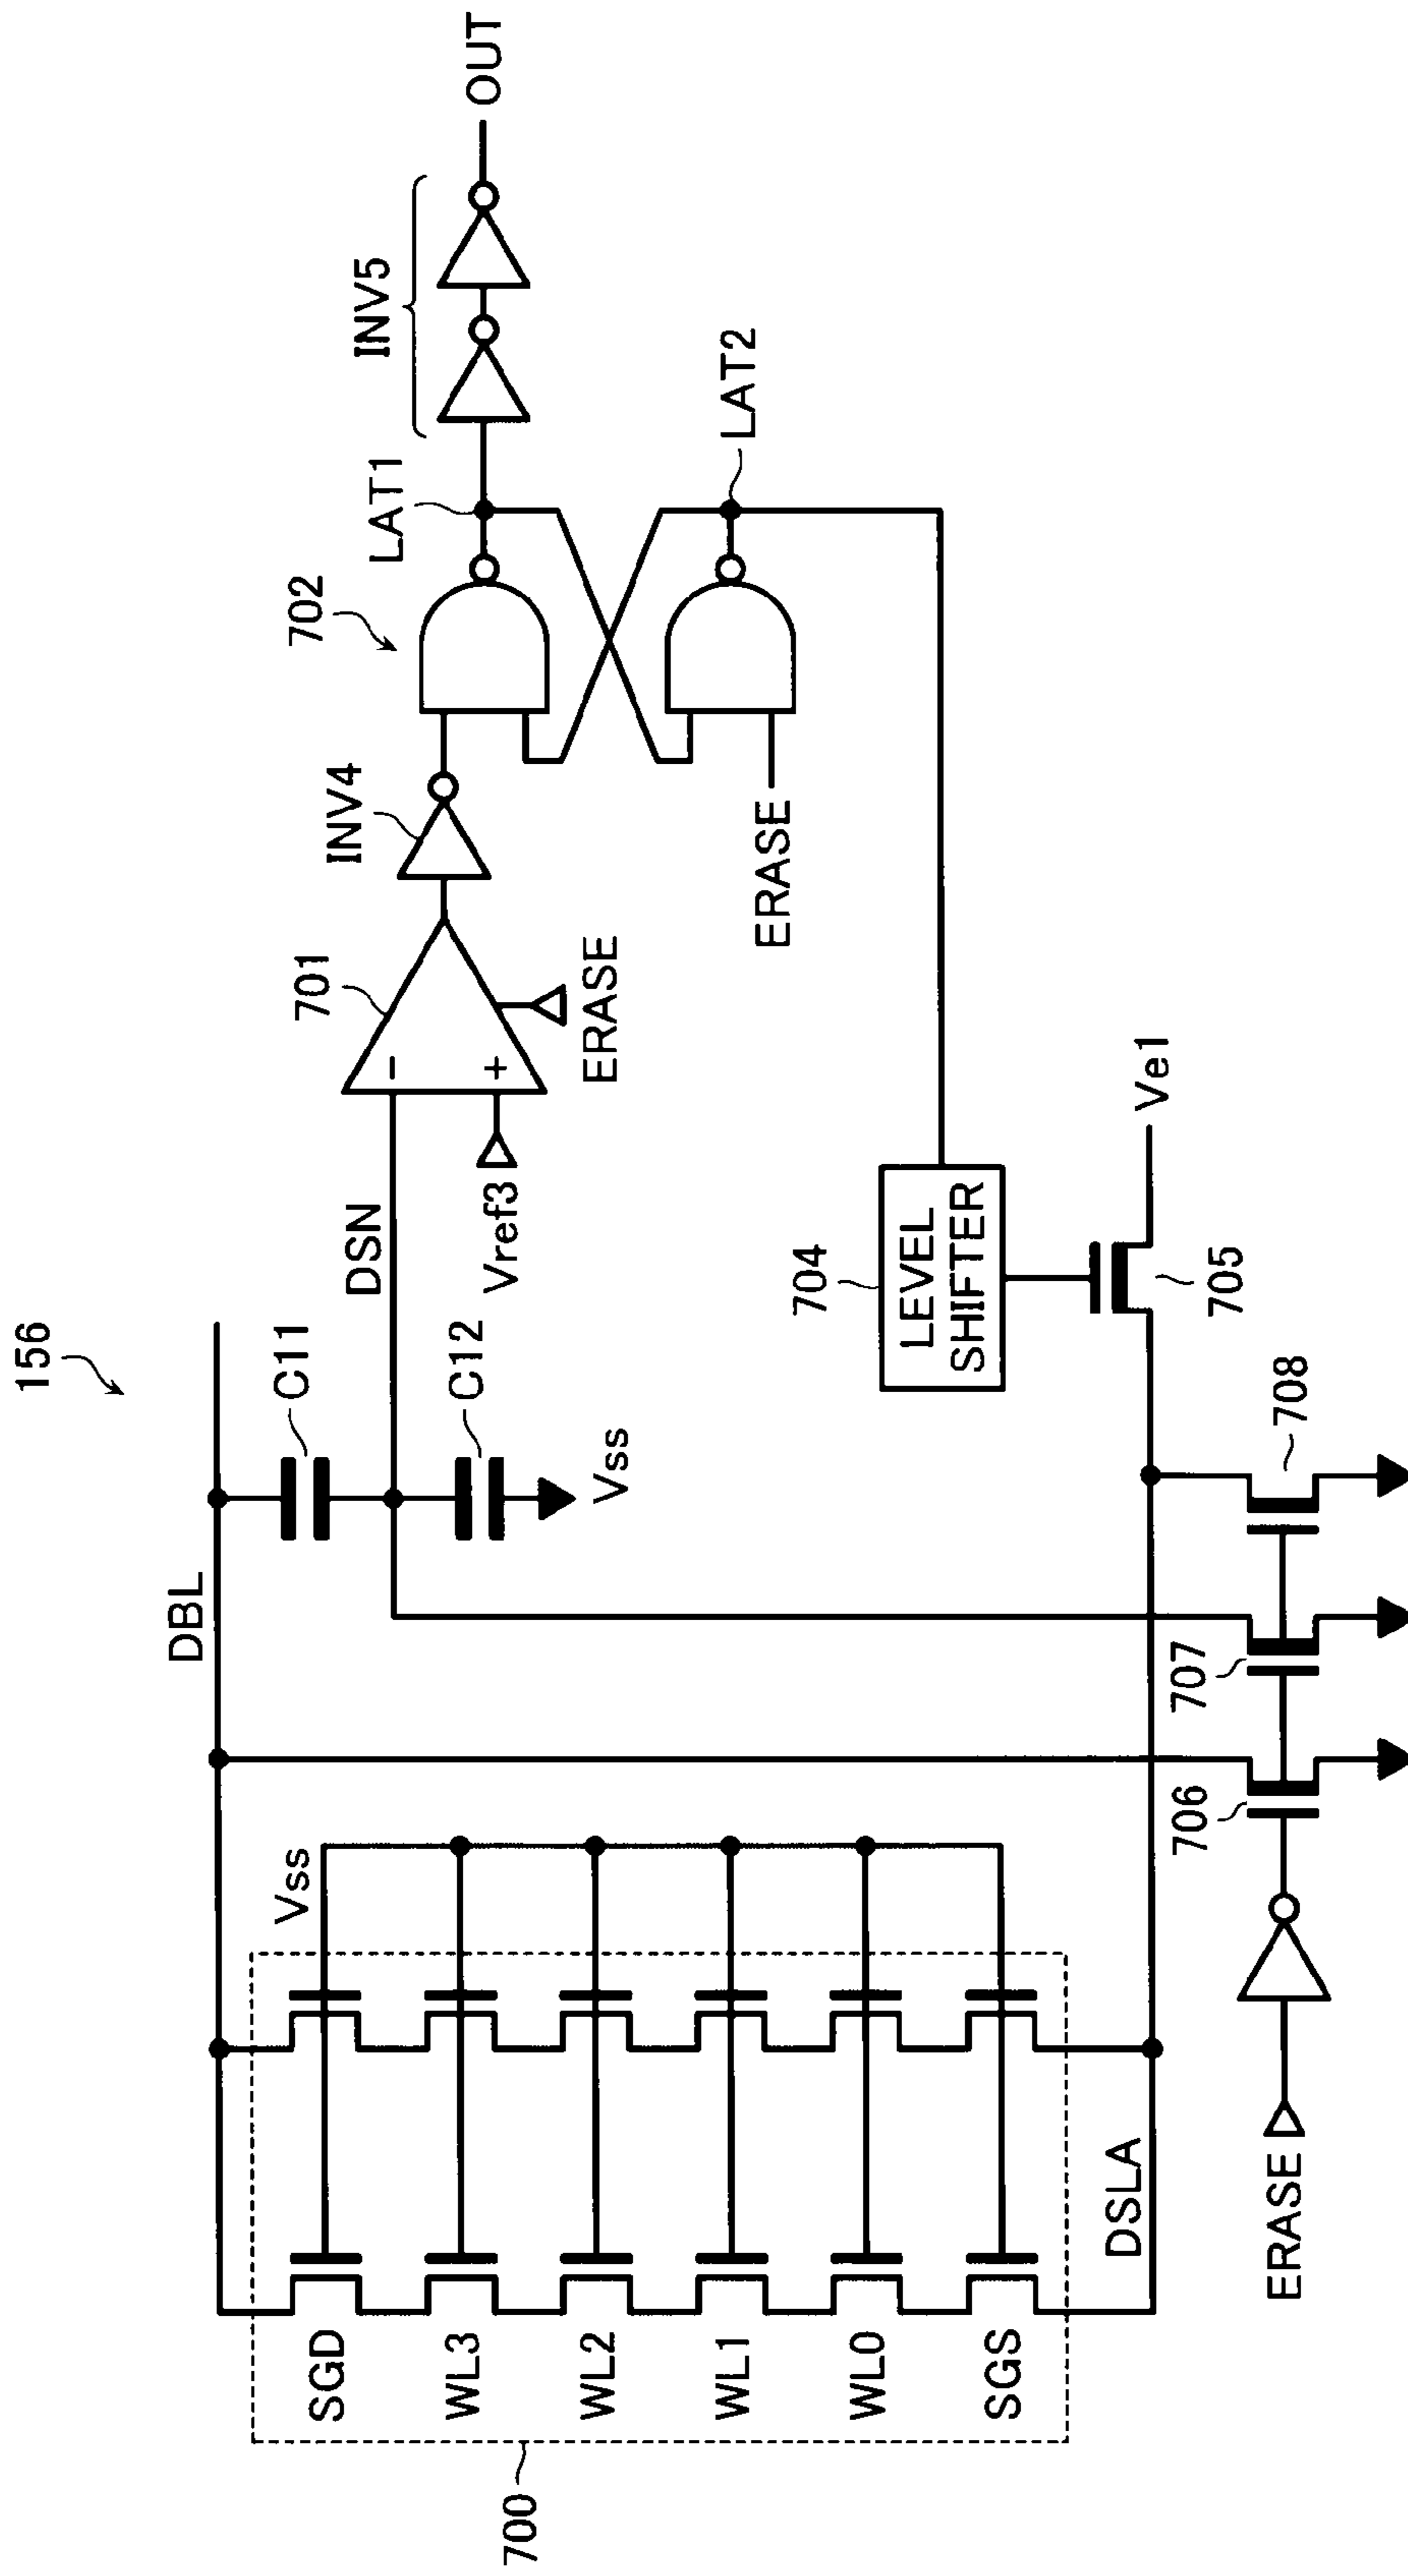 156
DBL
Vss
C11
DSN
C12
Vss
701
Vref3
ERASE
INV4
702
LAT1
INV5
OUT
LAT2
ERASE
704
LEVEL
SHIFTER
705
Ve1
SGD
WL3
WL2
WL1
WL0
SGS
700
DSLA
ERASE
706
707
708